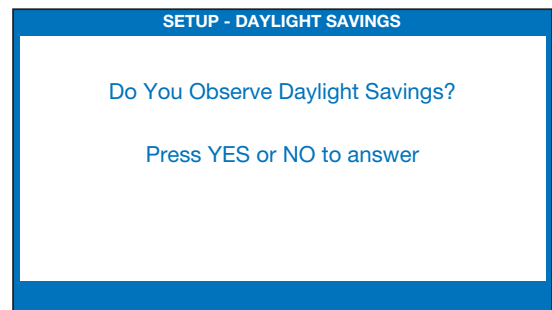 SETUP - DAYLIGHT SAVINGS
Do You Observe Daylight Savings?
Press YES or NO to answer